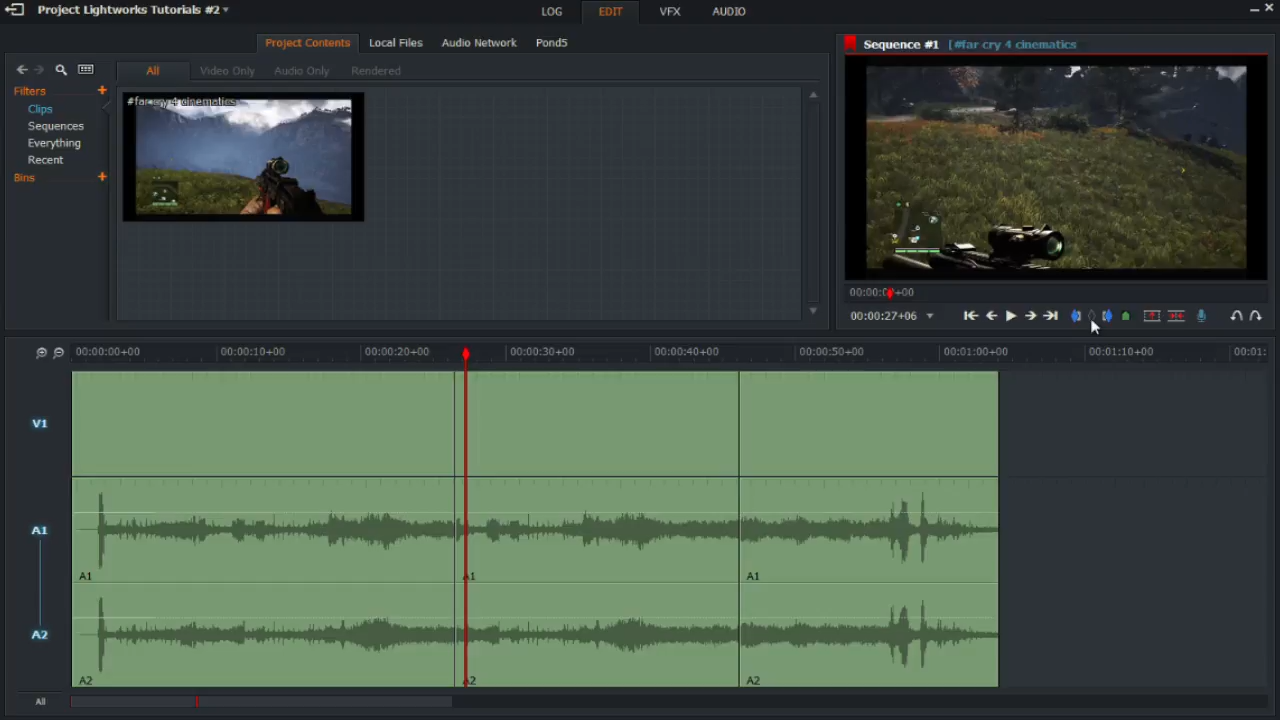 Project Lightworks Tutorials #2
LOG EDIT VFX AUDIO
Project Contents Local Files Audio Network Pond5
All Video Only Audio Only Rendered
Filters +
Clips
Sequences
Everything
Recent
Bins +
#far cry 4 cinematics
Sequence #1 [#far cry 4 cinematics
00:00:27+06
00:00:00+00 00:00:10+00 00:00:20+00 00:00:30+00 00:00:40+00 00:00:50+00 00:01:00+00 00:01:10+00 00:01:
V1
A1
A1 A1 A1
A2
A2 A2 A2
All